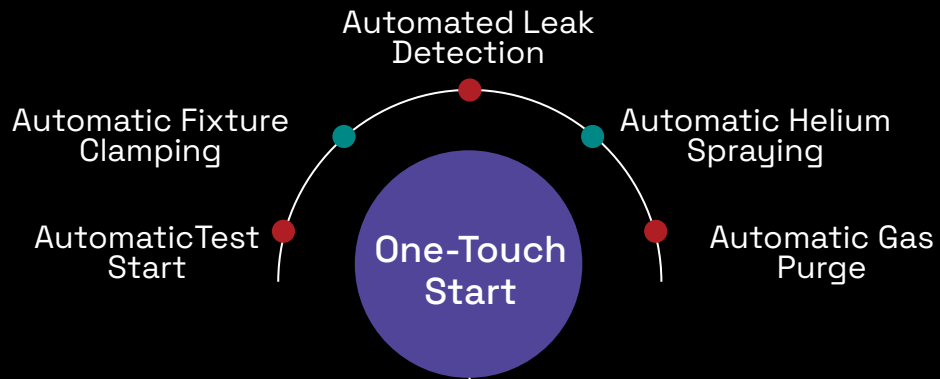 Automated Leak
Detection
Automatic Fixture
Clamping
Automatic Helium
Spraying
AutomaticTest
Start
One-Touch
Start
Automatic Gas
Purge